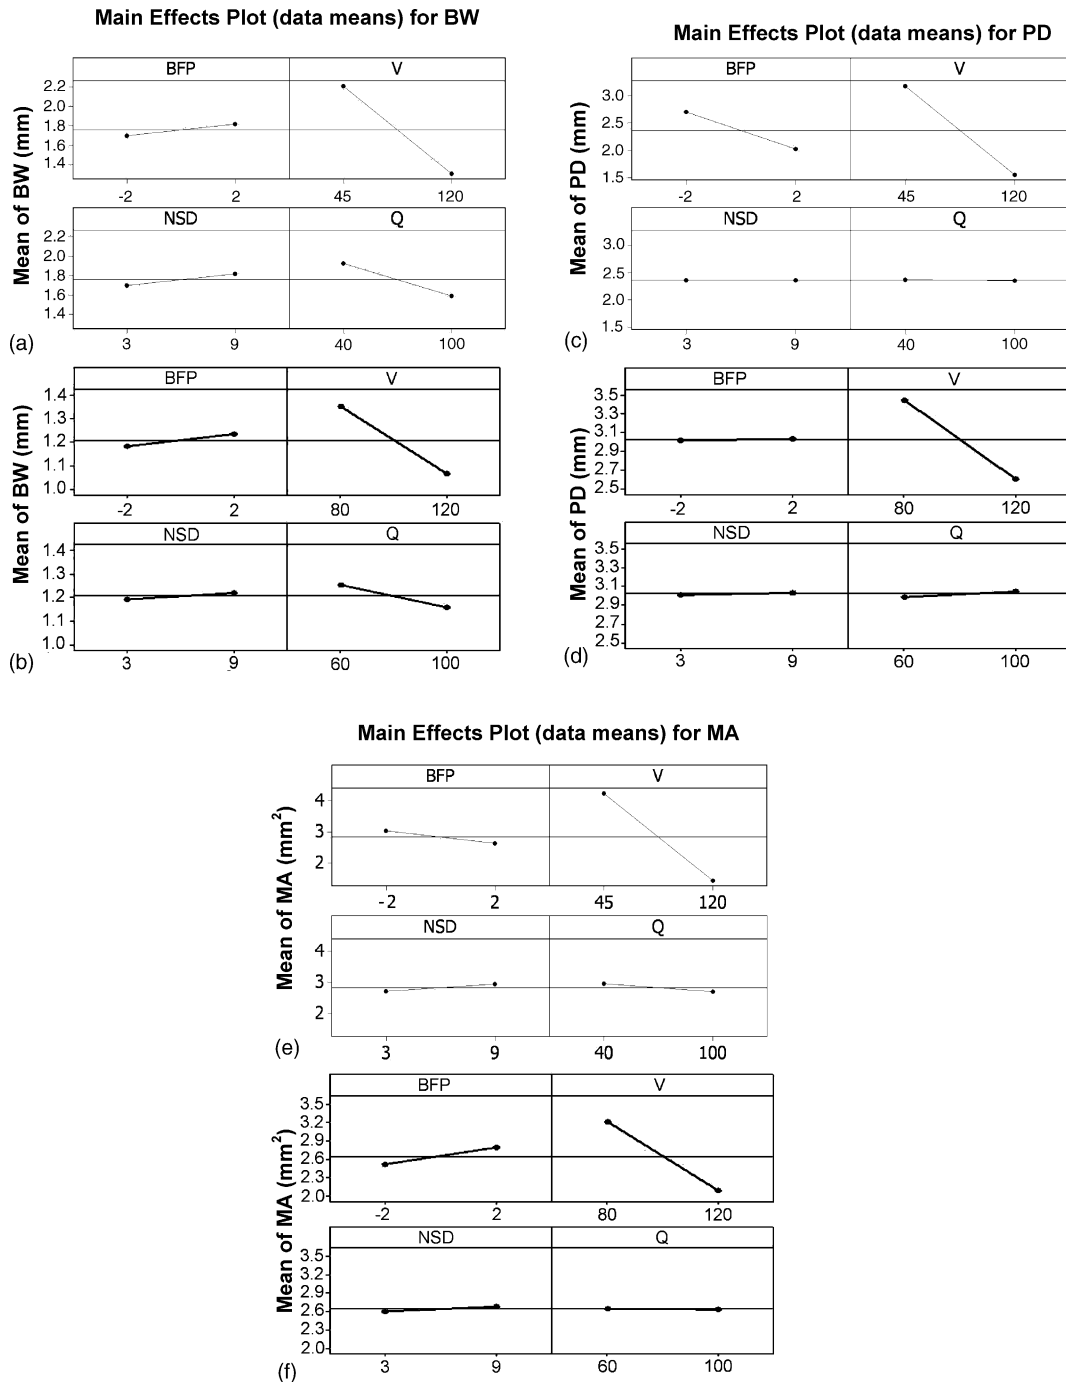 Main Effects Plot (data means) for BW
BFP V
Mean of BW (mm)
2.2
2.0
1.8
1.6
1.4
-2 2 45 120
NSD Q
2.2
2.0
1.8
1.6
1.4
3 9 40 100
(a)
BFP V
Mean of BW (mm)
1.4
1.3
1.2
1.1
1.0
-2 2 80 120
NSD Q
1.4
1.3
1.2
1.1
1.0
3 9 60 100
(b)
Main Effects Plot (data means) for PD
BFP V
Mean of PD (mm)
3.0
2.5
2.0
1.5
-2 2 45 120
NSD Q
3.0
2.5
2.0
1.5
3 9 40 100
(c)
BFP V
Mean of PD (mm)
3.5
3.3
3.1
2.9
2.7
2.5
-2 2 80 120
NSD Q
3.5
3.3
3.1
2.9
2.7
2.5
3 9 60 100
(d)
Main Effects Plot (data means) for MA
BFP V
Mean of MA (mm²)
4
3
2
-2 2 45 120
NSD Q
4
3
2
3 9 40 100
(e)
BFP V
Mean of MA (mm²)
3.5
3.2
2.9
2.6
2.3
2.0
-2 2 80 120
NSD Q
3.5
3.2
2.9
2.6
2.3
2.0
3 9 60 100
(f)